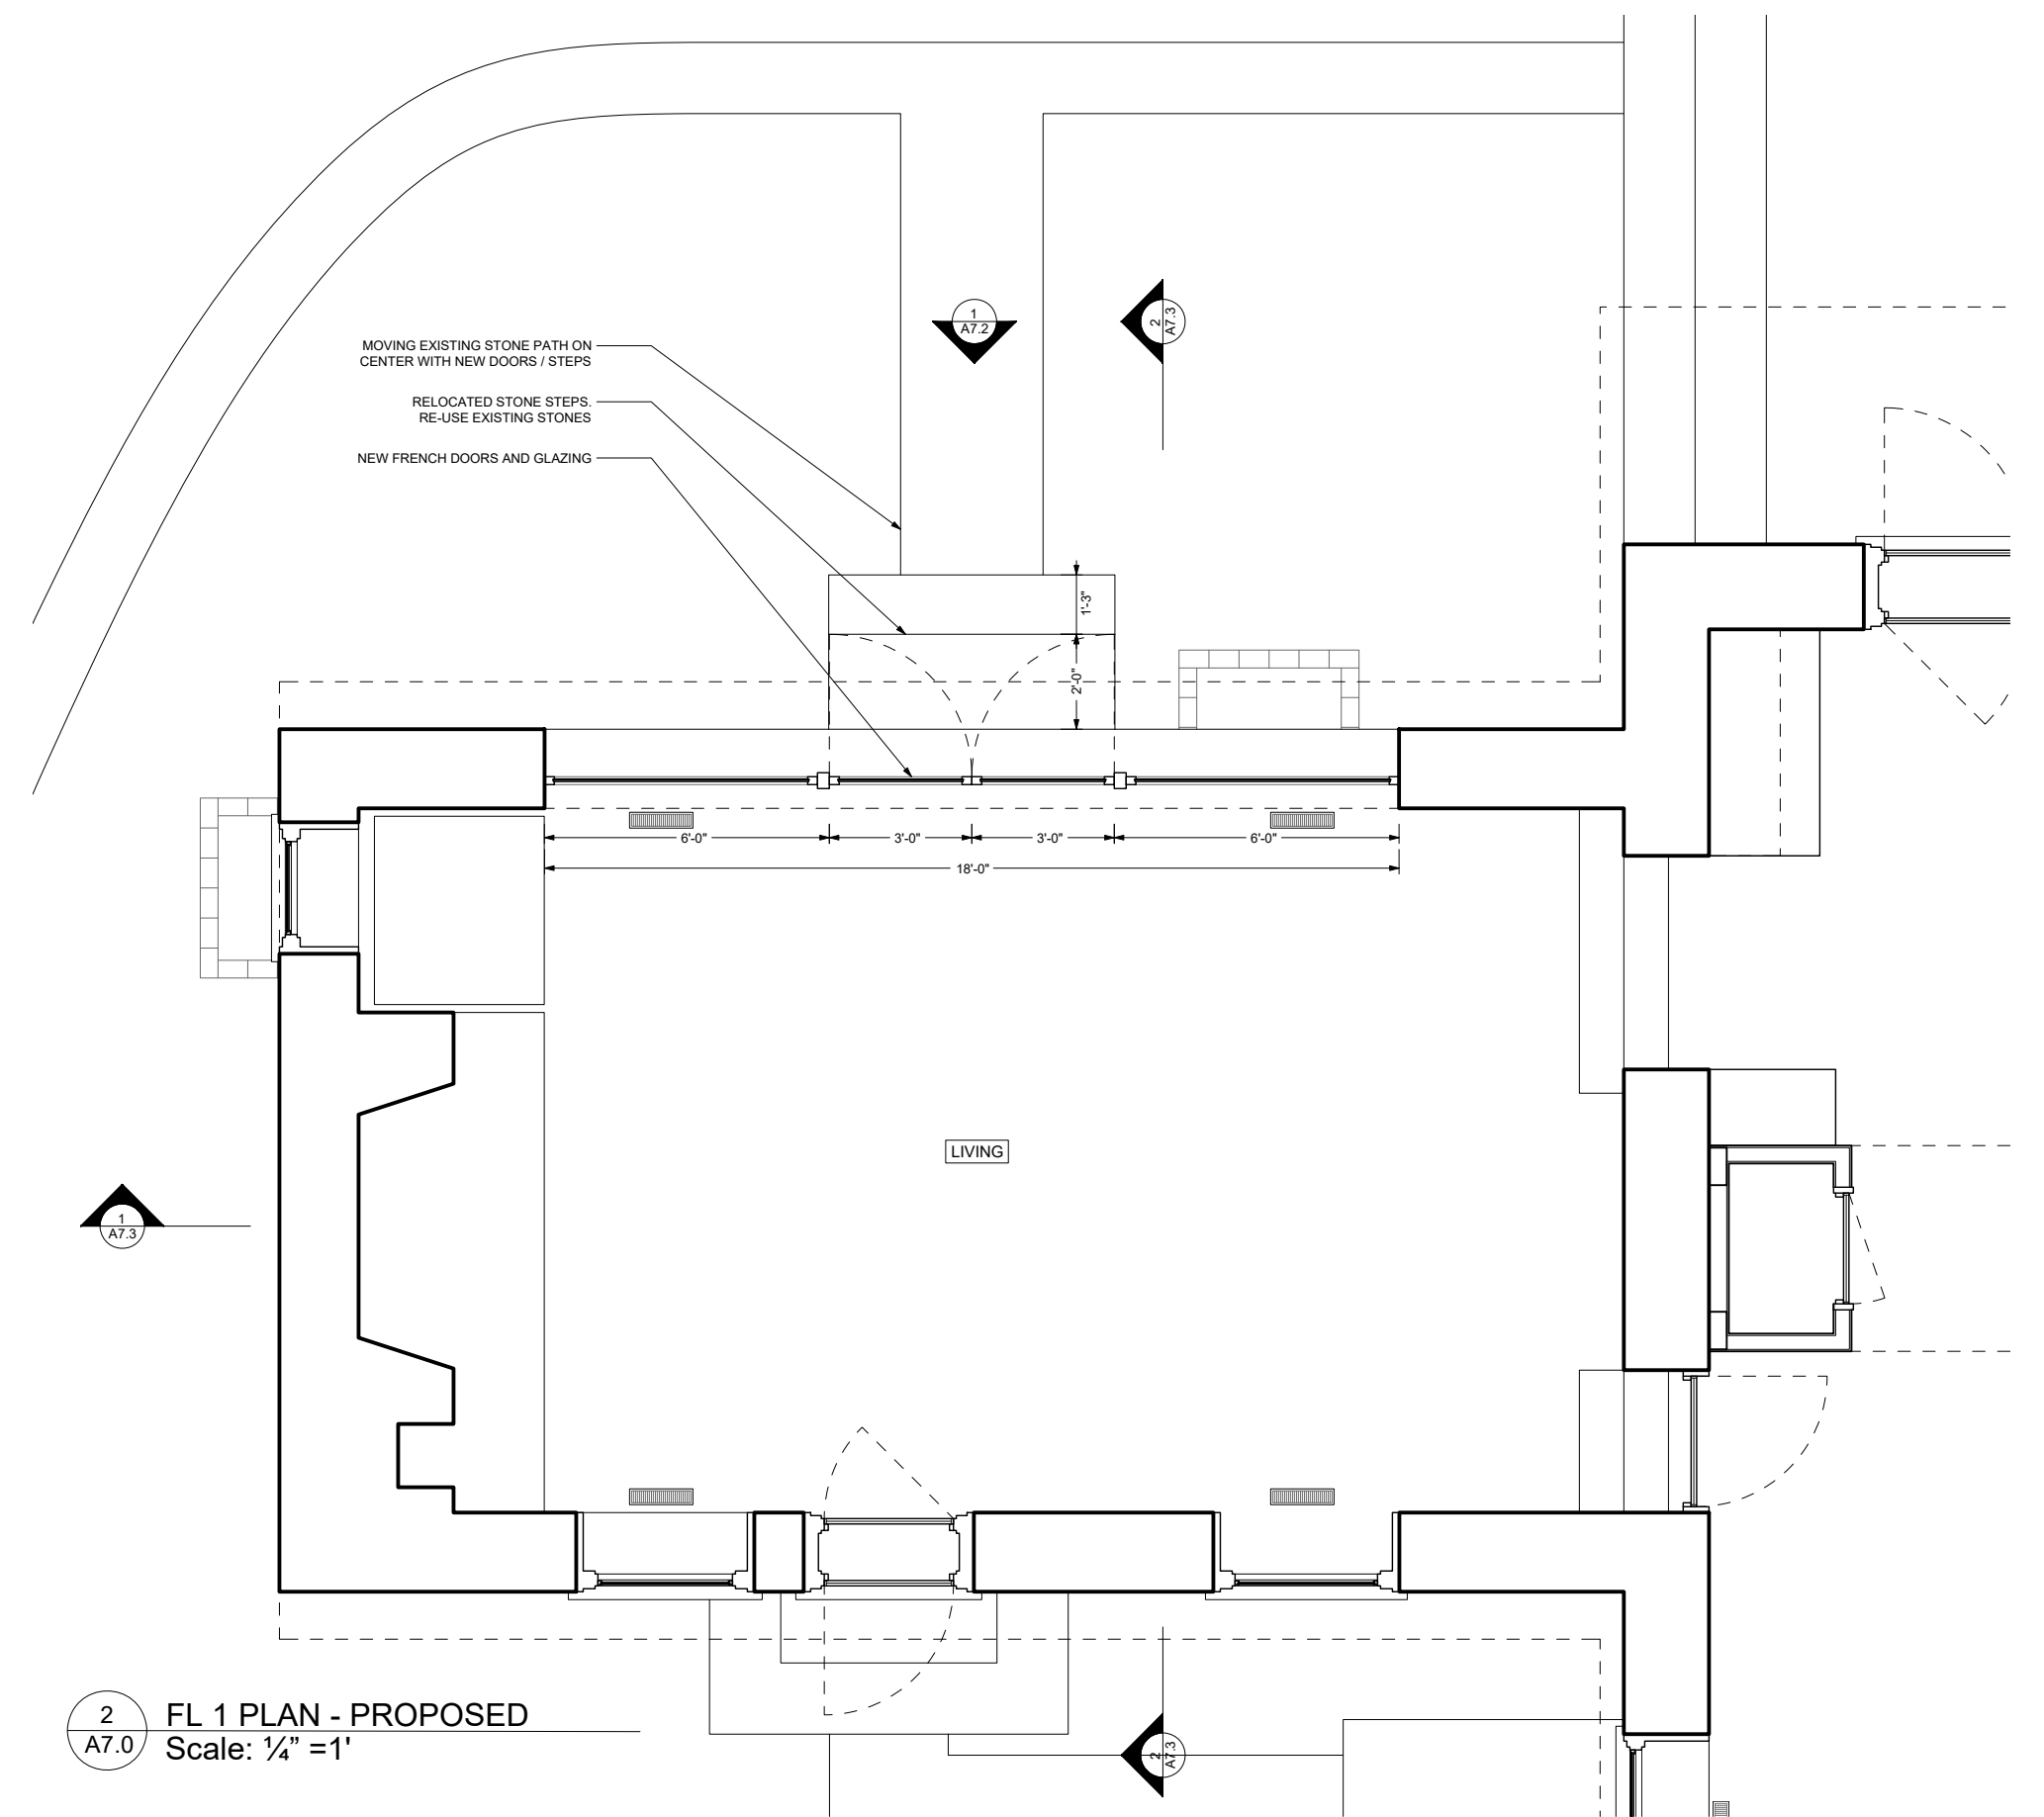 1
A7.2
2
A7.3
MOVING EXISTING STONE PATH ON
CENTER WITH NEW DOORS / STEPS
RELOCATED STONE STEPS.
RE-USE EXISTING STONES
NEW FRENCH DOORS AND GLAZING
1'-3"
2'-0"
6'-0"
3'-0"
3'-0"
6'-0"
18'-0"
LIVING
1
A7.3
2
A7.0
FL 1 PLAN - PROPOSED
Scale: ¼” =1'
2
A7.3